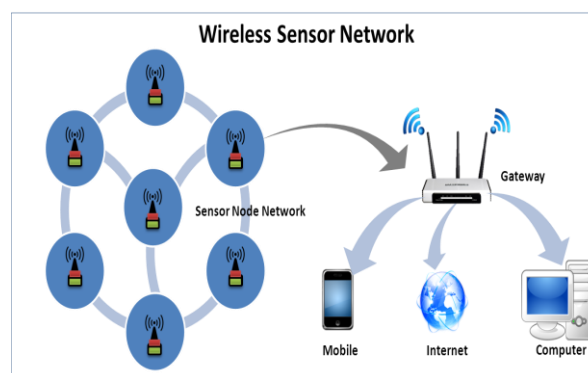 Wireless Sensor Network
Gateway
Sensor Node Network
Mobile
Internet
Computer